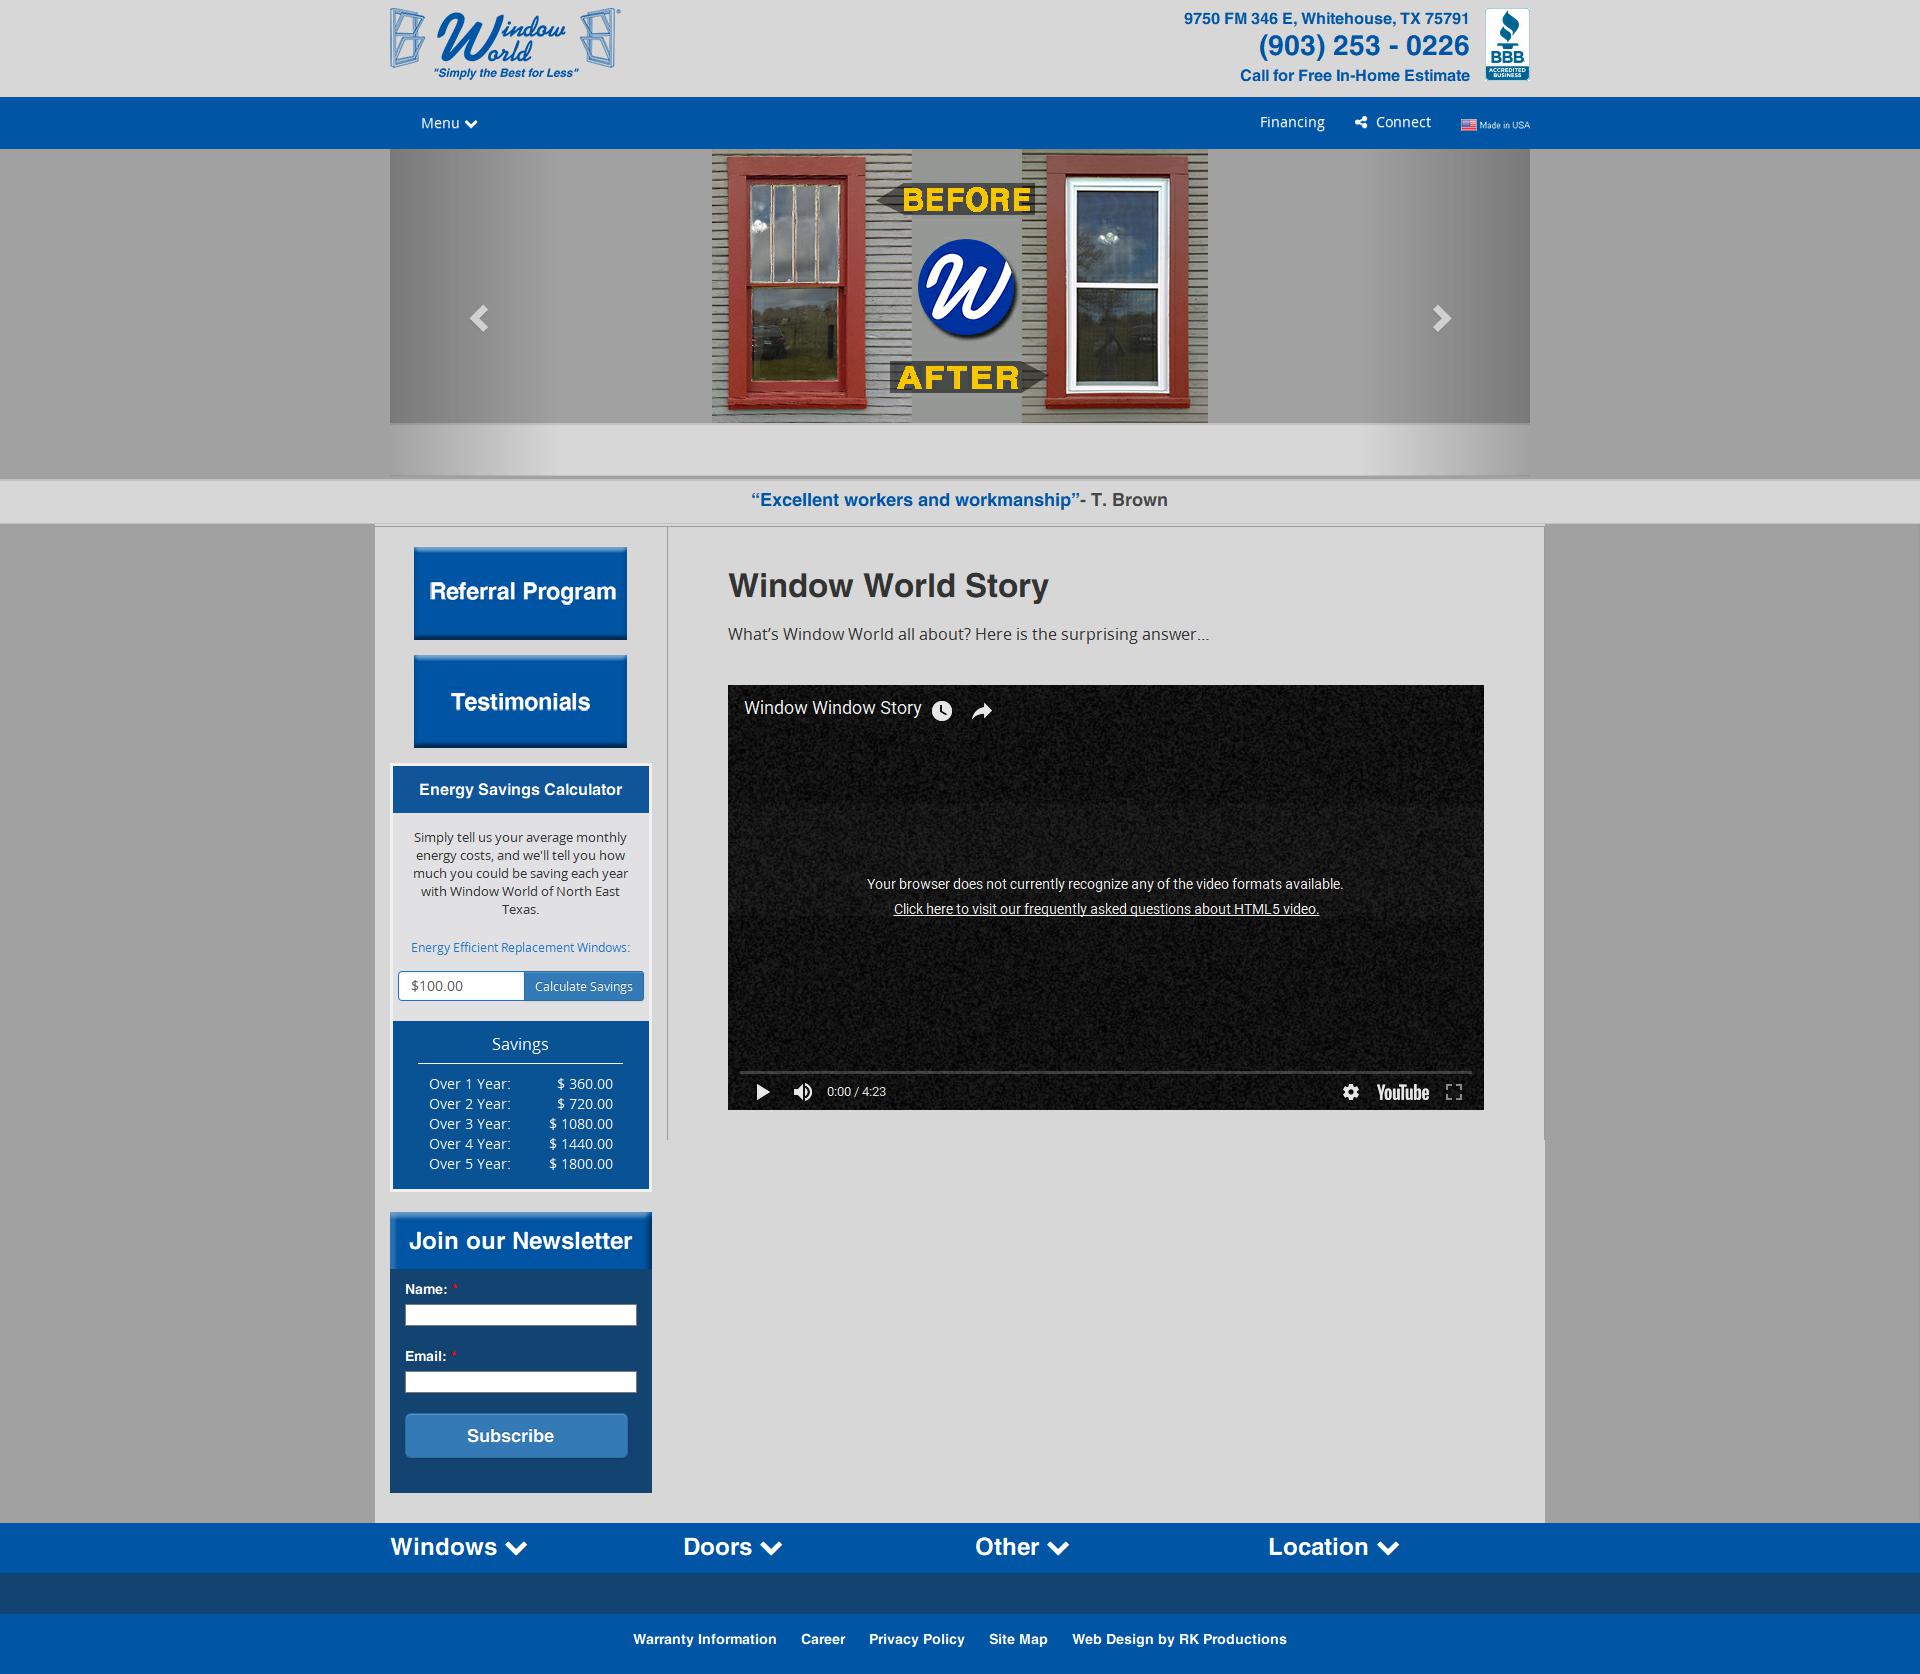 Window World
"Simply the Best for Less"
9750 FM 346 E, Whitehouse, TX 75791
(903) 253 - 0226
Call for Free In-Home Estimate
BBB
ACCREDITED
BUSINESS
Menu
Financing
Connect
Made in USA
BEFORE
W
AFTER
“Excellent workers and workmanship”- T. Brown
Referral Program
Testimonials
Energy Savings Calculator
Simply tell us your average monthly
energy costs, and we'll tell you how
much you could be saving each year
with Window World of North East
Texas.
Energy Efficient Replacement Windows:
$100.00
Calculate Savings
Savings
Over 1 Year: $ 360.00
Over 2 Year: $ 720.00
Over 3 Year: $ 1080.00
Over 4 Year: $ 1440.00
Over 5 Year: $ 1800.00
Join our Newsletter
Name: *
Email: *
Subscribe
Window World Story
What’s Window World all about? Here is the surprising answer…
Window Window Story
Your browser does not currently recognize any of the video formats available.
Click here to visit our frequently asked questions about HTML5 video.
0:00 / 4:23
YouTube
Windows
Doors
Other
Location
Warranty Information
Career
Privacy Policy
Site Map
Web Design by RK Productions